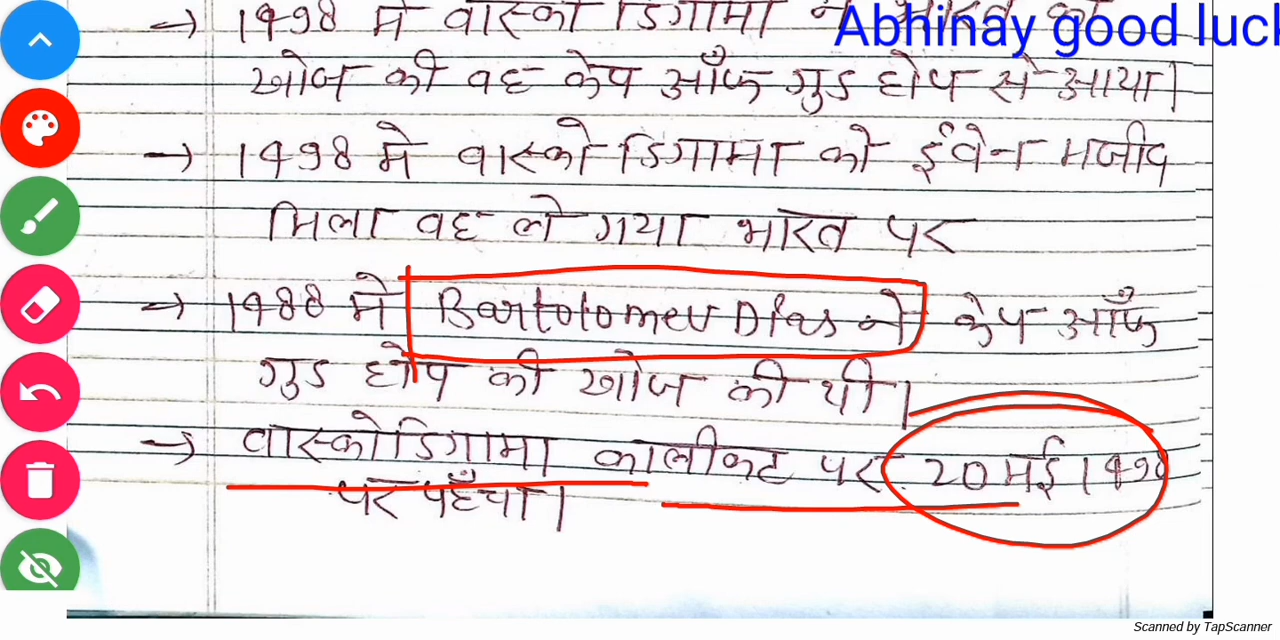 → 1498 में वास्को डिगामा ने भारत की
Abhinay good luck
खोज की वह केप ऑफ गुड होप से आया।
→ 1498 मे वास्को डिगामा को ईवेन मजीद
मिला वह ले गया भारत पर
→ 1488 मे Bartolomeu Dias ने केप ऑफ
गुड होप की खोज की थी।
→ वास्कोडिगामा कालीकट पर 20 मई 1498
पर पहुँचा।
Scanned by TapScanner